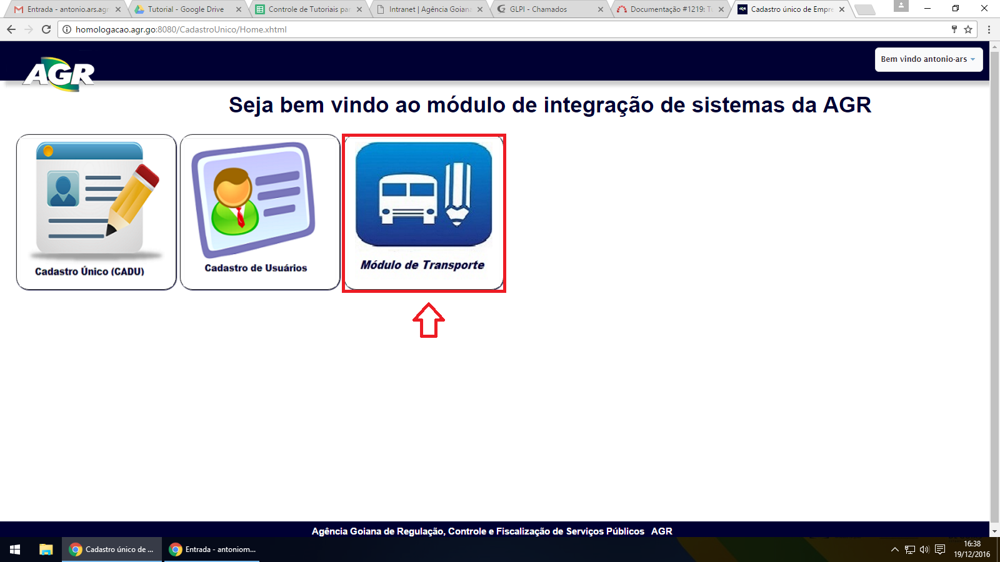 Entrada - antonio.ars.agr
Tutorial - Google Drive
Controle de Tutoriais par
Intranet | Agência Goiana
GLPI - Chamados
Documentação #1219: Tu
Cadastro único de Empre
homologacao.agr.go:8080/CadastroUnico/Home.xhtml
AGR
Bem vindo antonio-ars
Seja bem vindo ao módulo de integração de sistemas da AGR
Cadastro Único (CADU)
Cadastro de Usuários
Módulo de Transporte
Agência Goiana de Regulação, Controle e Fiscalização de Serviços Públicos AGR
Cadastro único de ...
Entrada - antoniom...
16:38
19/12/2016